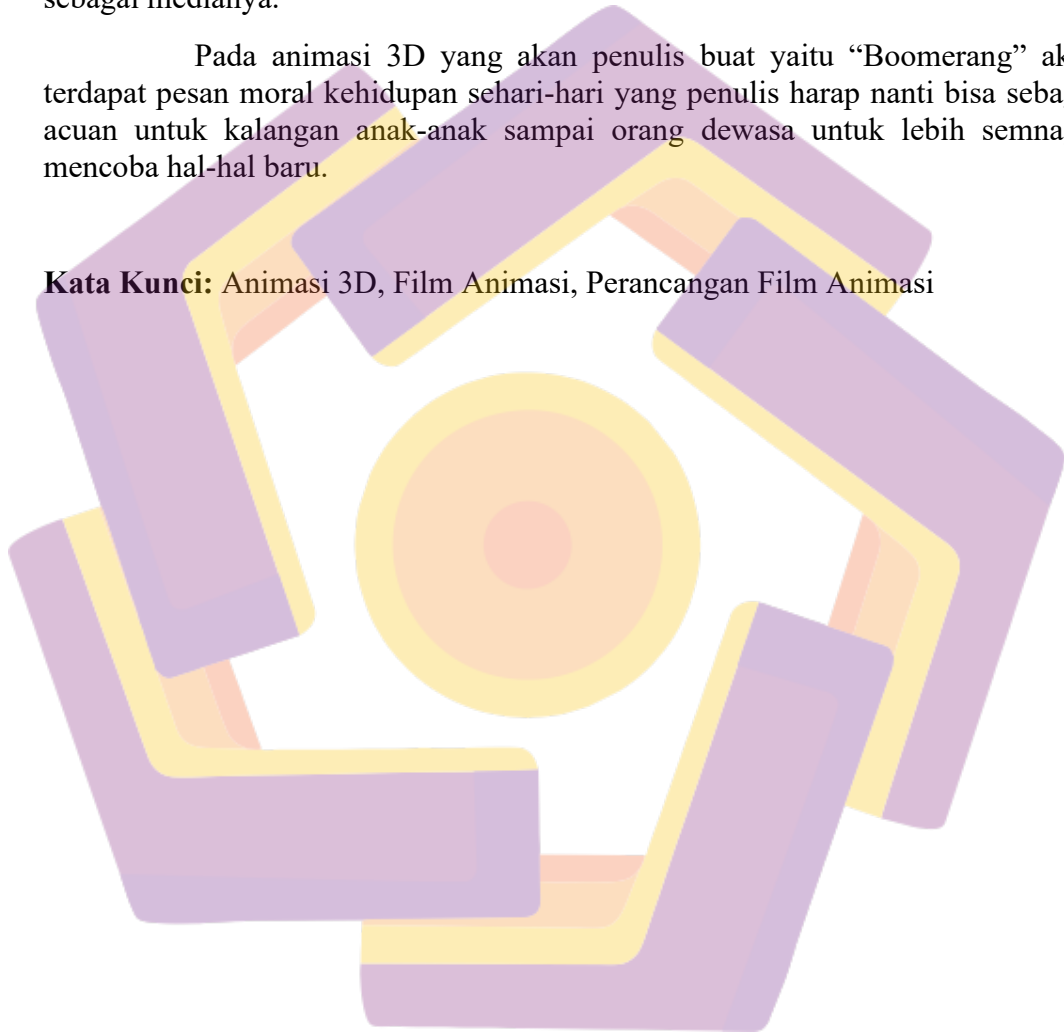 sebagai medianya.
Pada animasi 3D yang akan penulis buat yaitu “Boomerang” ak
terdapat pesan moral kehidupan sehari-hari yang penulis harap nanti bisa seba
acuan untuk kalangan anak-anak sampai orang dewasa untuk lebih semna
mencoba hal-hal baru.
Kata Kunci: Animasi 3D, Film Animasi, Perancangan Film Animasi